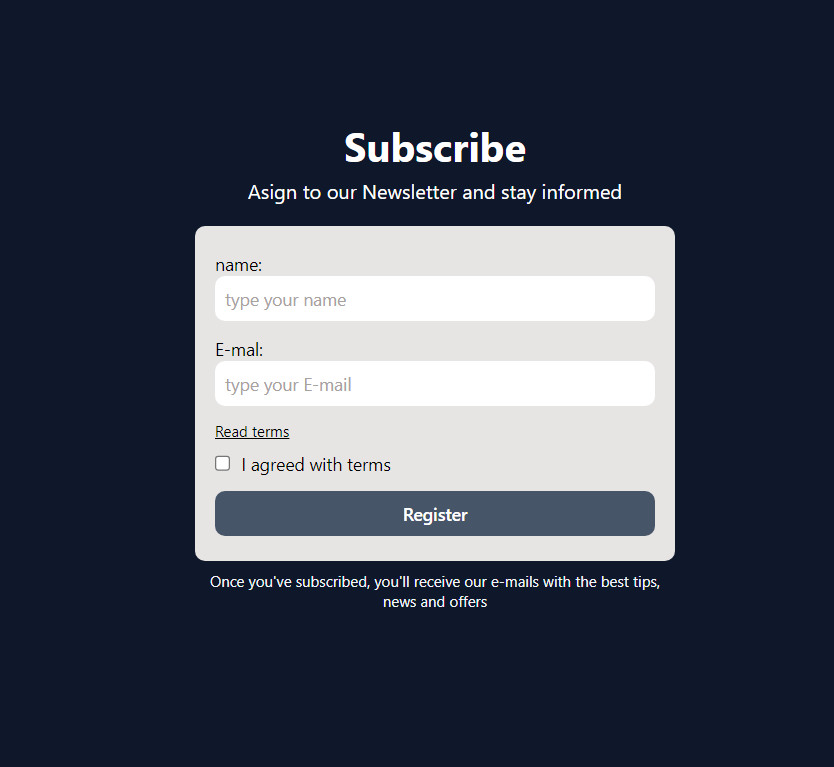 Subscribe
Asign to our Newsletter and stay informed
name:
type your name
E-mal:
type your E-mail
Read terms
I agreed with terms
Register
Once you've subscribed, you'll receive our e-mails with the best tips,
news and offers